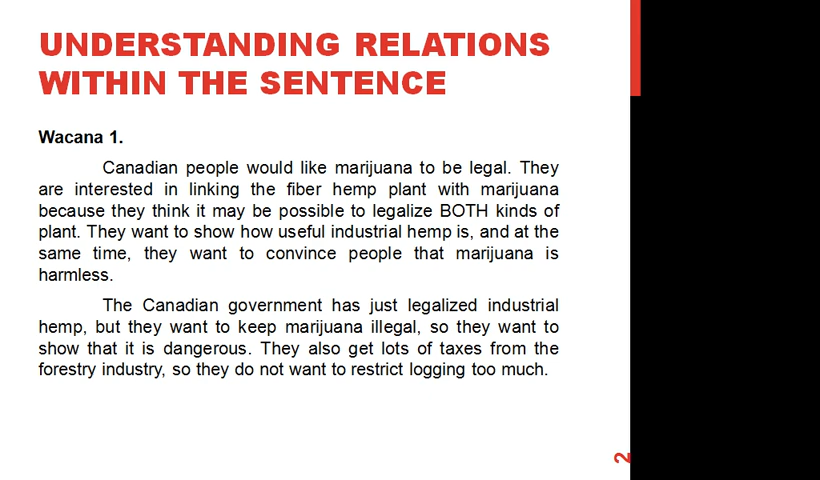 UNDERSTANDING RELATIONS
WITHIN THE SENTENCE
Wacana 1.
Canadian people would like marijuana to be legal. They
are interested in linking the fiber hemp plant with marijuana
because they think it may be possible to legalize BOTH kinds of
plant. They want to show how useful industrial hemp is, and at the
same time, they want to convince people that marijuana is
harmless.
The Canadian government has just legalized industrial
hemp, but they want to keep marijuana illegal, so they want to
show that it is dangerous. They also get lots of taxes from the
forestry industry, so they do not want to restrict logging too much.
2